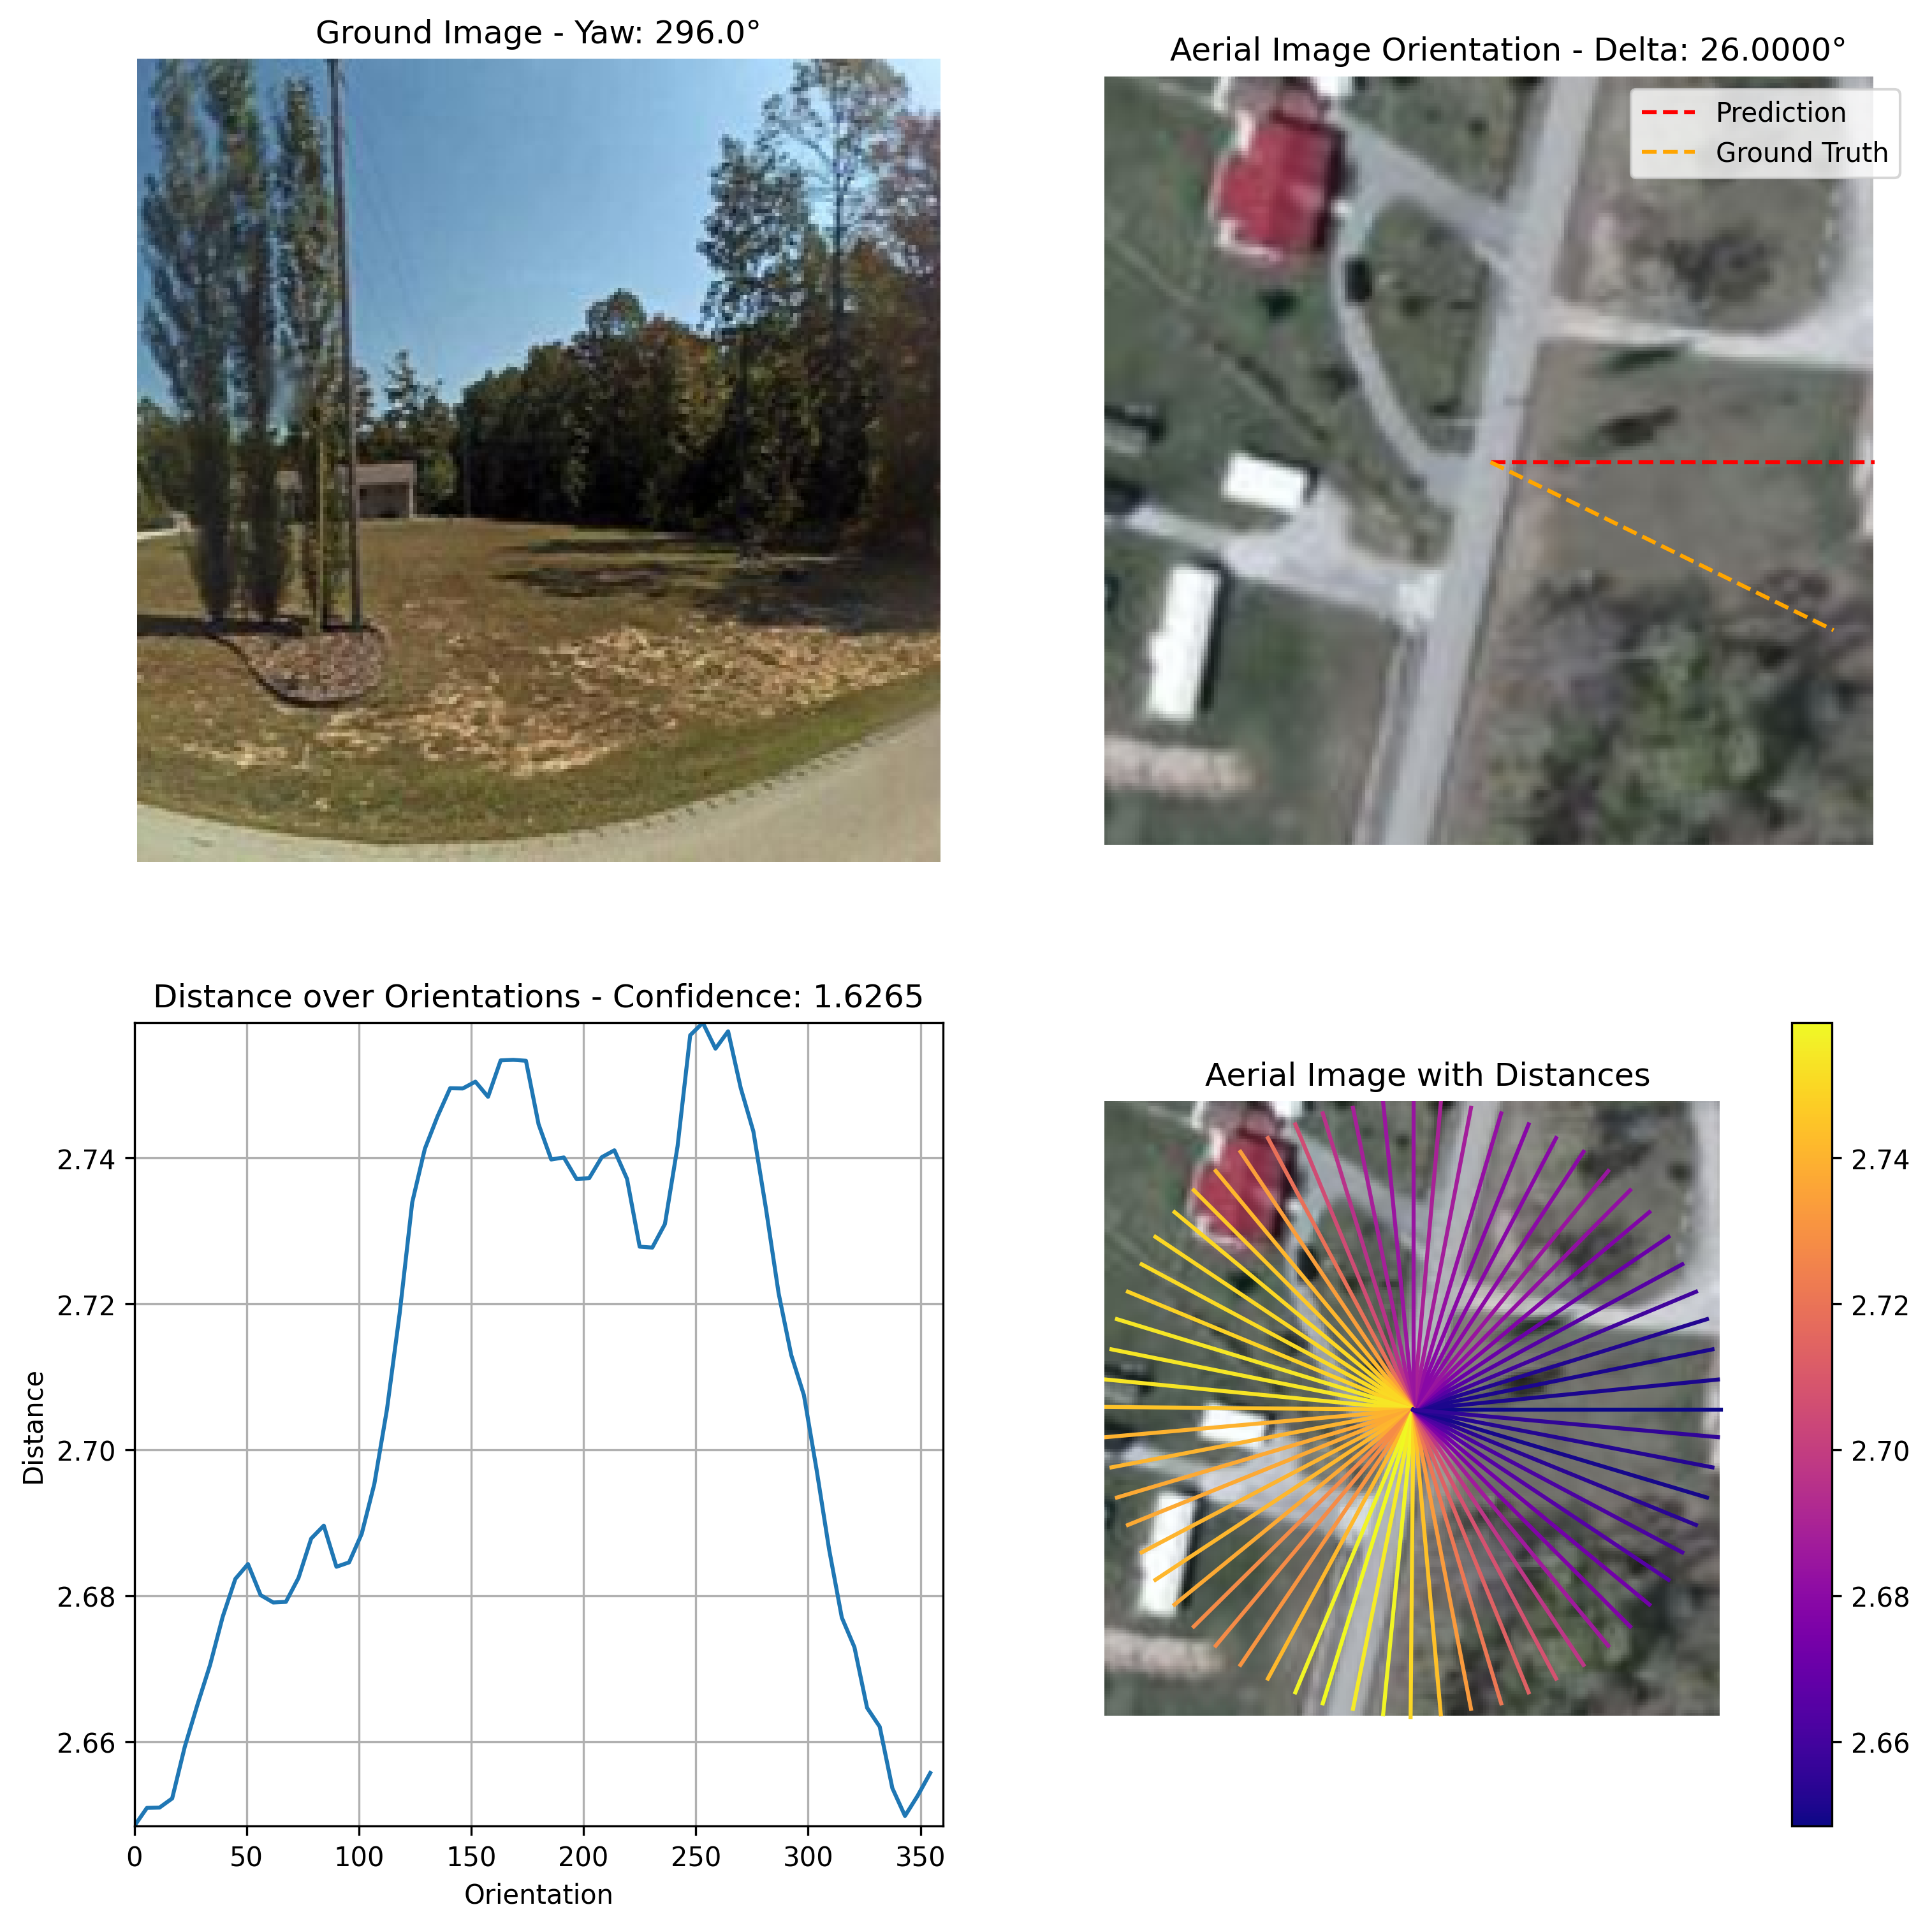 Ground Image - Yaw: 296.0°
Aerial Image Orientation - Delta: 26.0000°
Prediction
Ground Truth
Distance over Orientations - Confidence: 1.6265
Distance
2.74
2.72
2.70
2.68
2.66
0 50 100 150 200 250 300 350
Orientation
Aerial Image with Distances
2.74
2.72
2.70
2.68
2.66